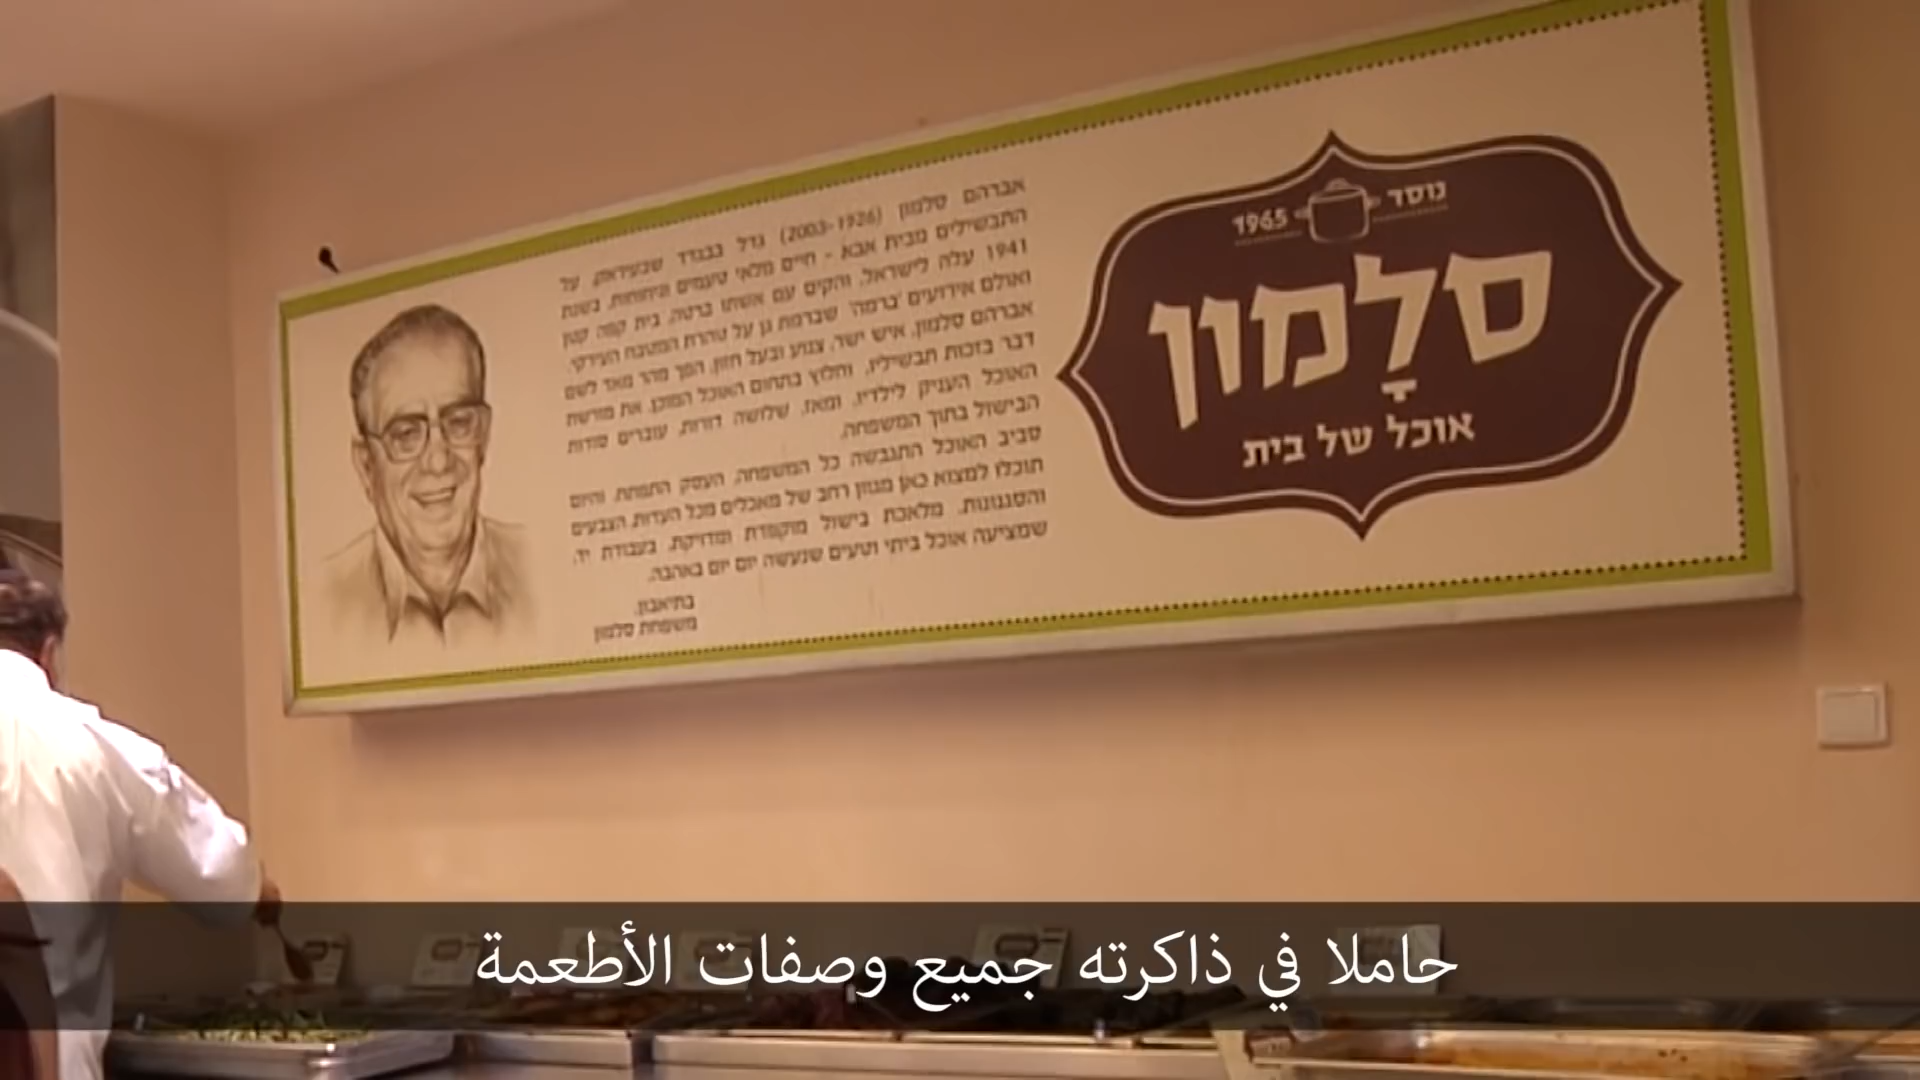 נוסד 1965
סלָמון
אוכל של בית
אברהם סלמון (1926-2003) גדל בבגדד שבעיראק, על
התבשילים מבית אבא - חיים מלאי טעמים וניחוחות. בשנת
1941 עלה לישראל, והקים עם אשתו ברטה, בית קפה קטן
ואולם אירועים 'ברמה' שברמת גן על טהרת המטבח העירקי.
אברהם סלמון, איש ישר, צנוע ובעל חזון, הפך מהר מאד לשם
דבר בזכות תבשיליו, וחלוץ בתחום האוכל המוכן. את מורשת
האוכל העניק לילדיו, ומאז, שלושה דורות, עוברים סודות
הבישול בתוך המשפחה.
סביב האוכל התגבשה כל המשפחה, העסק התפתח, והיום
תוכלו למצוא כאן מגוון רחב של מאכלים מכל העדות, הצבעים
והסגנונות. מלאכת בישול מוקפדת ומדויקת, בעבודת יד,
שמציעה אוכל ביתי וטעים שנעשה יום יום באהבה.
בתיאבון,
משפחת סלמון
حاملا في ذاكرته جميع وصفات الأطعمة